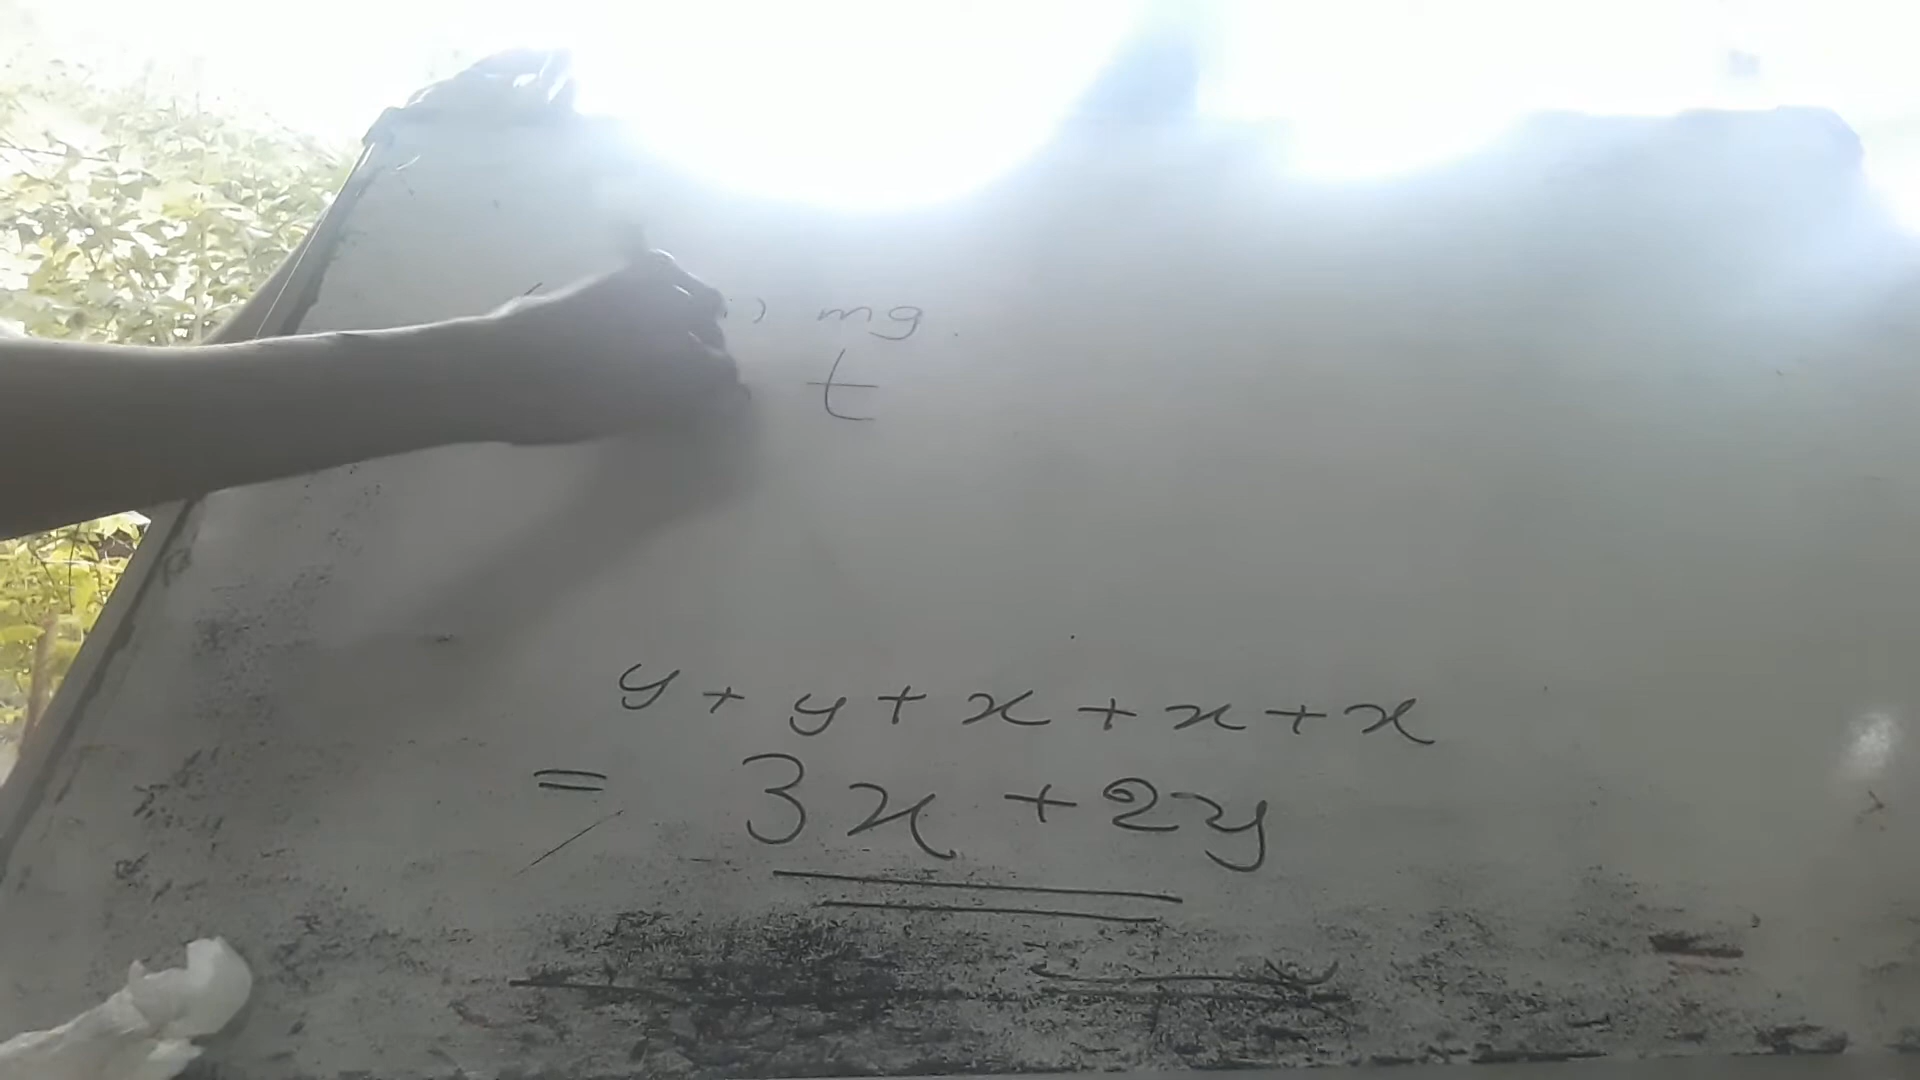 mg
t
y + y + x + x + x
= 3x + 2y